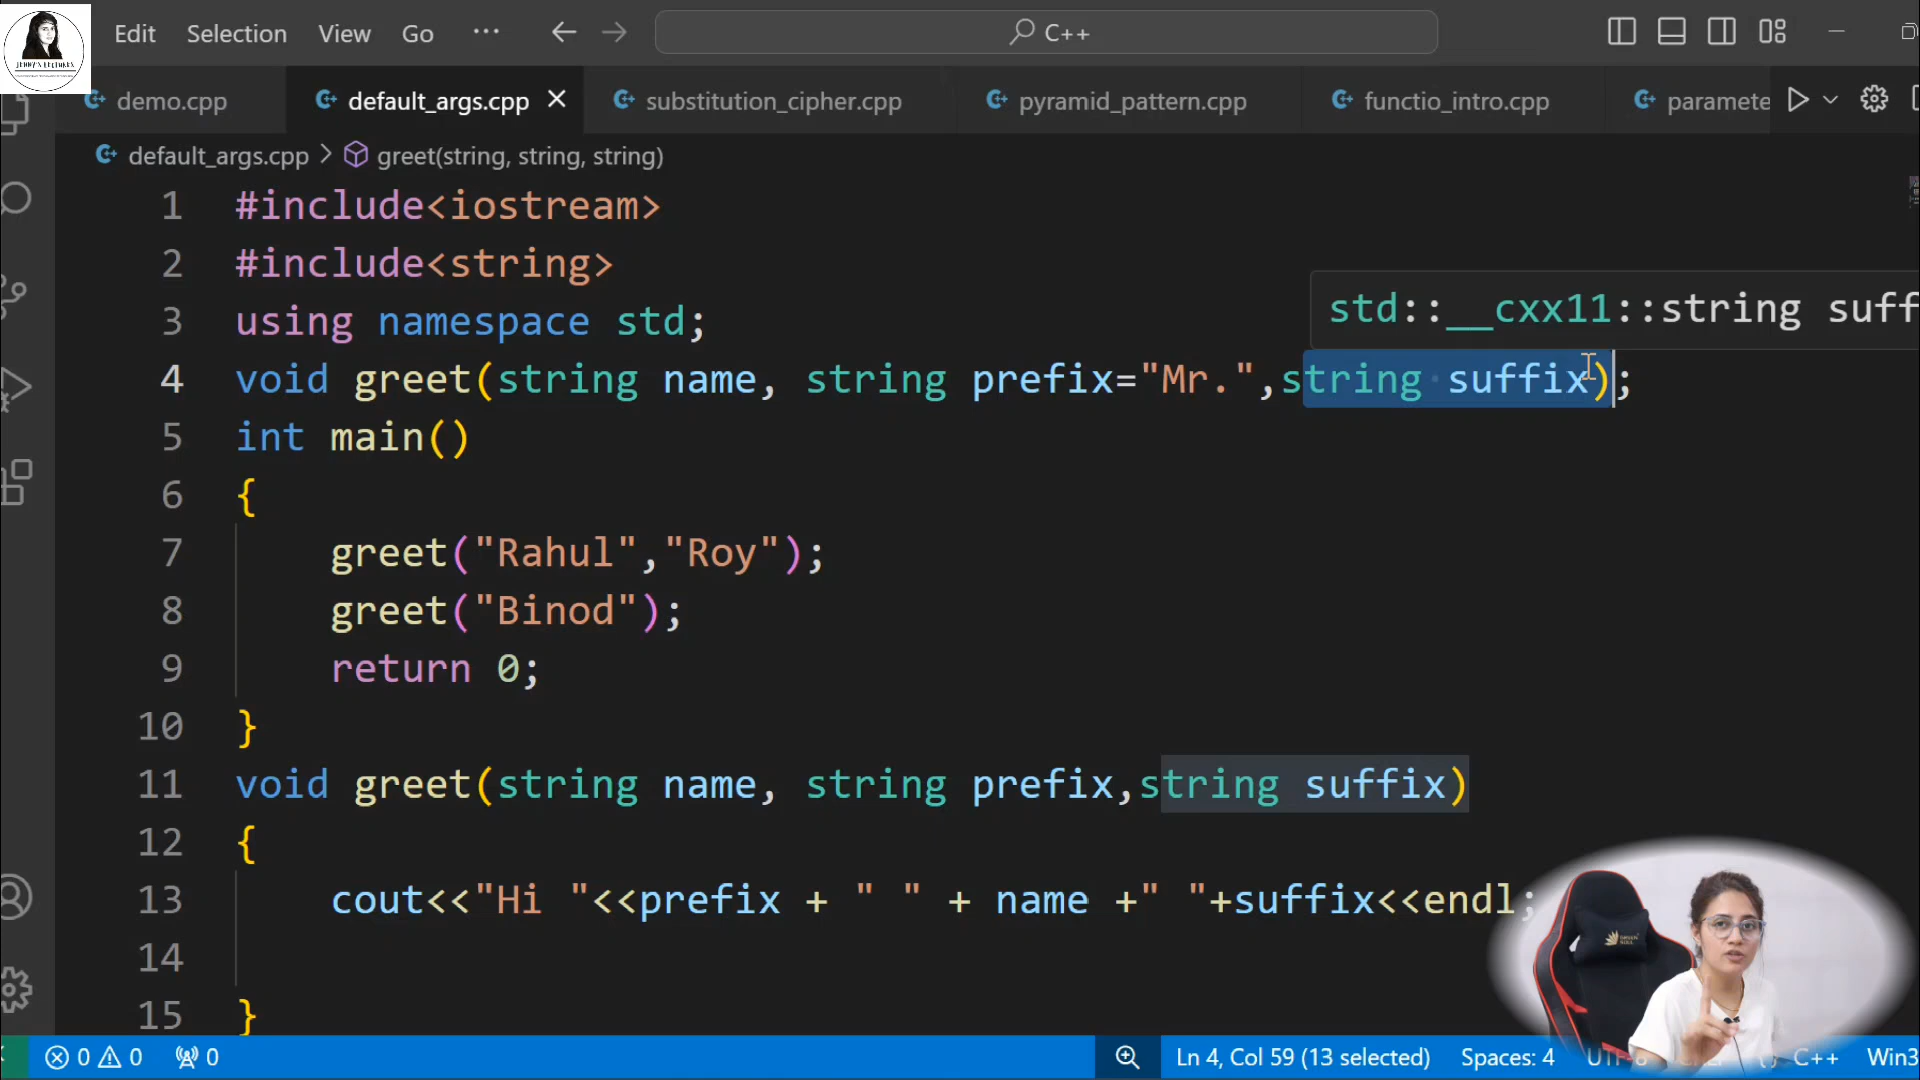 JENNY'S LECTURES
Edit Selection View Go ··· C++
demo.cpp default_args.cpp substitution_cipher.cpp pyramid_pattern.cpp functio_intro.cpp paramete
default_args.cpp > greet(string, string, string)
1 #include<iostream>
2 #include<string>
3 using namespace std;
std::__cxx11::string suff
4 void greet(string name, string prefix="Mr.",string suffix);
5 int main()
6 {
7 greet("Rahul","Roy");
8 greet("Binod");
9 return 0;
10 }
11 void greet(string name, string prefix,string suffix)
12 {
13 cout<<"Hi "<<prefix + " " + name +" "+suffix<<endl;
14
15 }
0 0 0 Ln 4, Col 59 (13 selected) Spaces: 4 UTF-8 {} C++ Win3